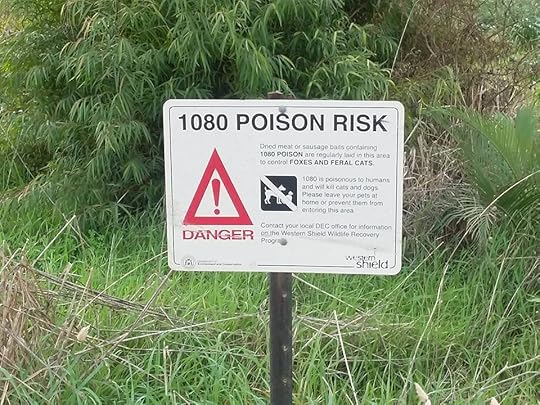 1080 POISON RISK
Dried meat or sausage baits containing
1080 POISON are regularly laid in this area
to control FOXES AND FERAL CATS.
1080 is poisonous to humans
and will kill cats and dogs.
Please leave your pets at
home or prevent them from
entering this area.
DANGER
Contact your local DEC office for information
on the Western Shield Wildlife Recovery
Program.
Environment and Conservation
western
shield